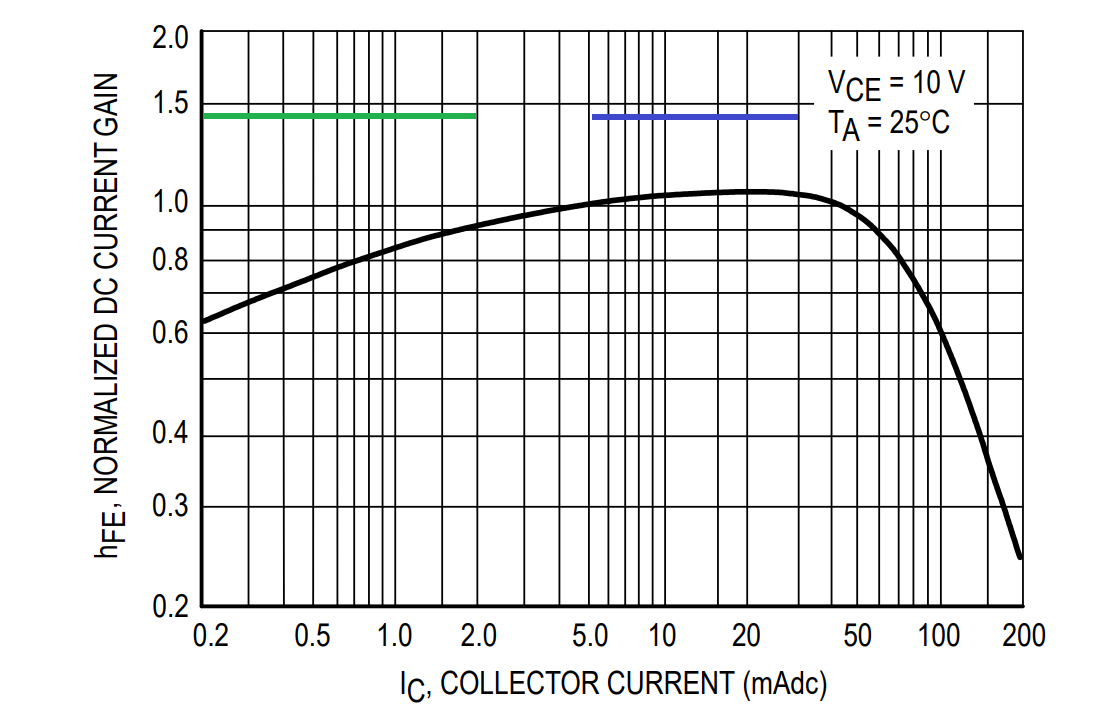 2.0
1.5
1.0
0.8
0.6
0.4
0.3
0.2
hFE, NORMALIZED DC CURRENT GAIN
VCE = 10 V
TA = 25°C
0.2 0.5 1.0 2.0 5.0 10 20 50 100 200
IC, COLLECTOR CURRENT (mAdc)